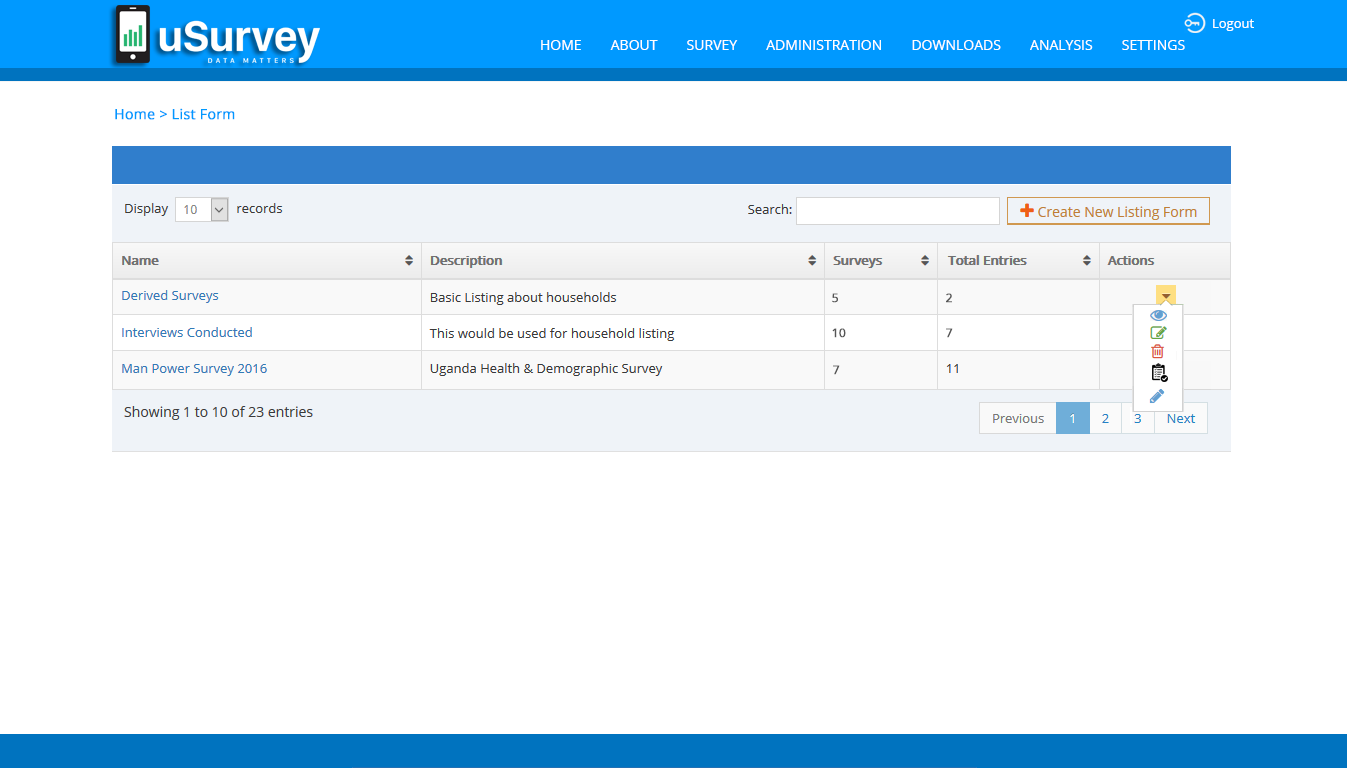 uSurvey
DATA MATTERS
Logout
HOME ABOUT SURVEY ADMINISTRATION DOWNLOADS ANALYSIS SETTINGS
Home > List Form
Display 10 records Search: Create New Listing Form
Name Description Surveys Total Entries Actions
Derived Surveys Basic Listing about households 5 2
Interviews Conducted This would be used for household listing 10 7
Man Power Survey 2016 Uganda Health & Demographic Survey 7 11
Showing 1 to 10 of 23 entries Previous 1 2 3 Next